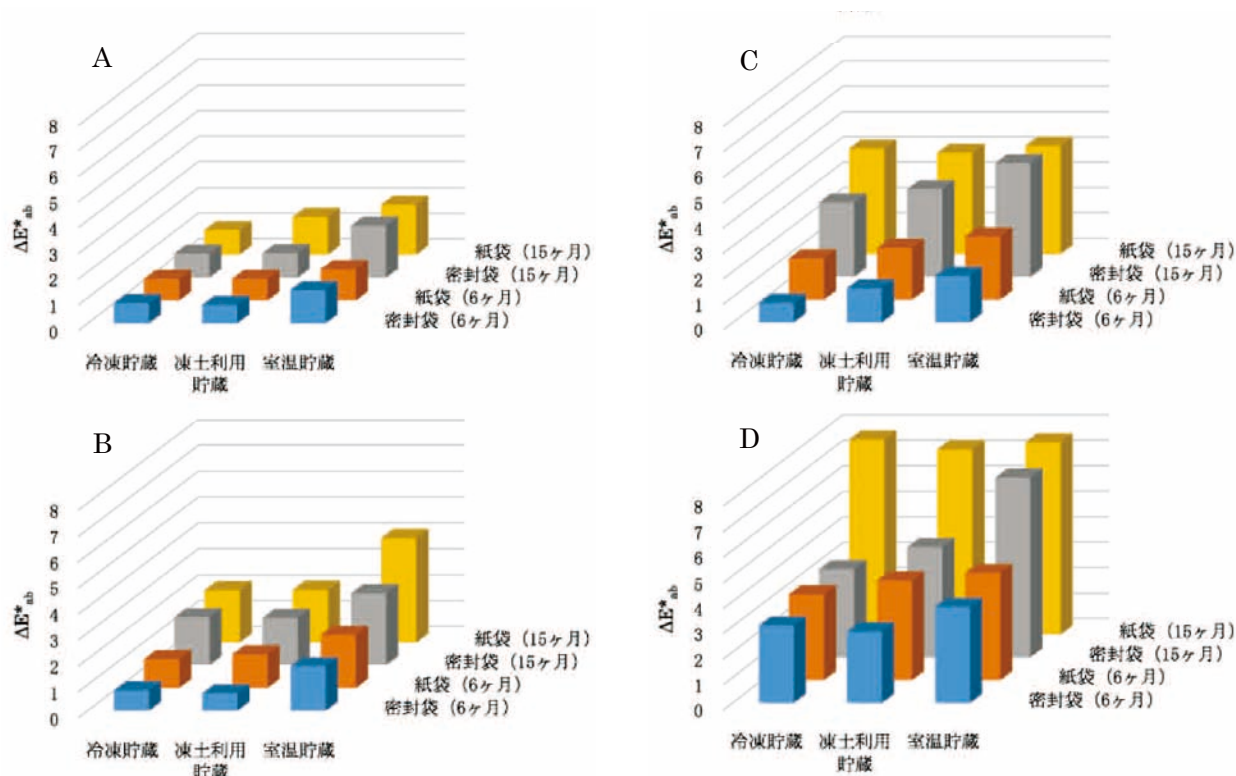 A
8
7
6
5
4
3
2
1
0
ΔE*ab
紙袋（15ヶ月）
密封袋（15ヶ月）
紙袋（6ヶ月）
密封袋（6ヶ月）
冷凍貯蔵 凍土利用 室温貯蔵
貯蔵
C
8
7
6
5
4
3
2
1
0
ΔE*ab
紙袋（15ヶ月）
密封袋（15ヶ月）
紙袋（6ヶ月）
密封袋（6ヶ月）
冷凍貯蔵 凍土利用 室温貯蔵
貯蔵
B
8
7
6
5
4
3
2
1
0
ΔE*ab
紙袋（15ヶ月）
密封袋（15ヶ月）
紙袋（6ヶ月）
密封袋（6ヶ月）
冷凍貯蔵 凍土利用 室温貯蔵
貯蔵
D
8
7
6
5
4
3
2
1
0
ΔE*ab
紙袋（15ヶ月）
密封袋（15ヶ月）
紙袋（6ヶ月）
密封袋（6ヶ月）
冷凍貯蔵 凍土利用 室温貯蔵
貯蔵